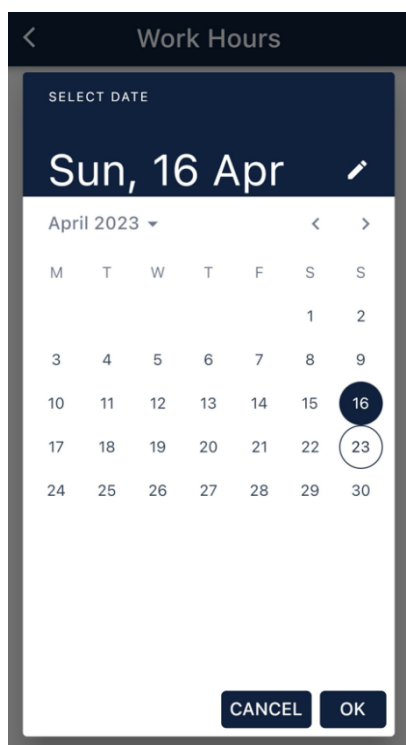 Work Hours
SELECT DATE
Sun, 16 Apr
April 2023
M T W T F S S
1 2
3 4 5 6 7 8 9
10 11 12 13 14 15 16
17 18 19 20 21 22 23
24 25 26 27 28 29 30
CANCEL OK